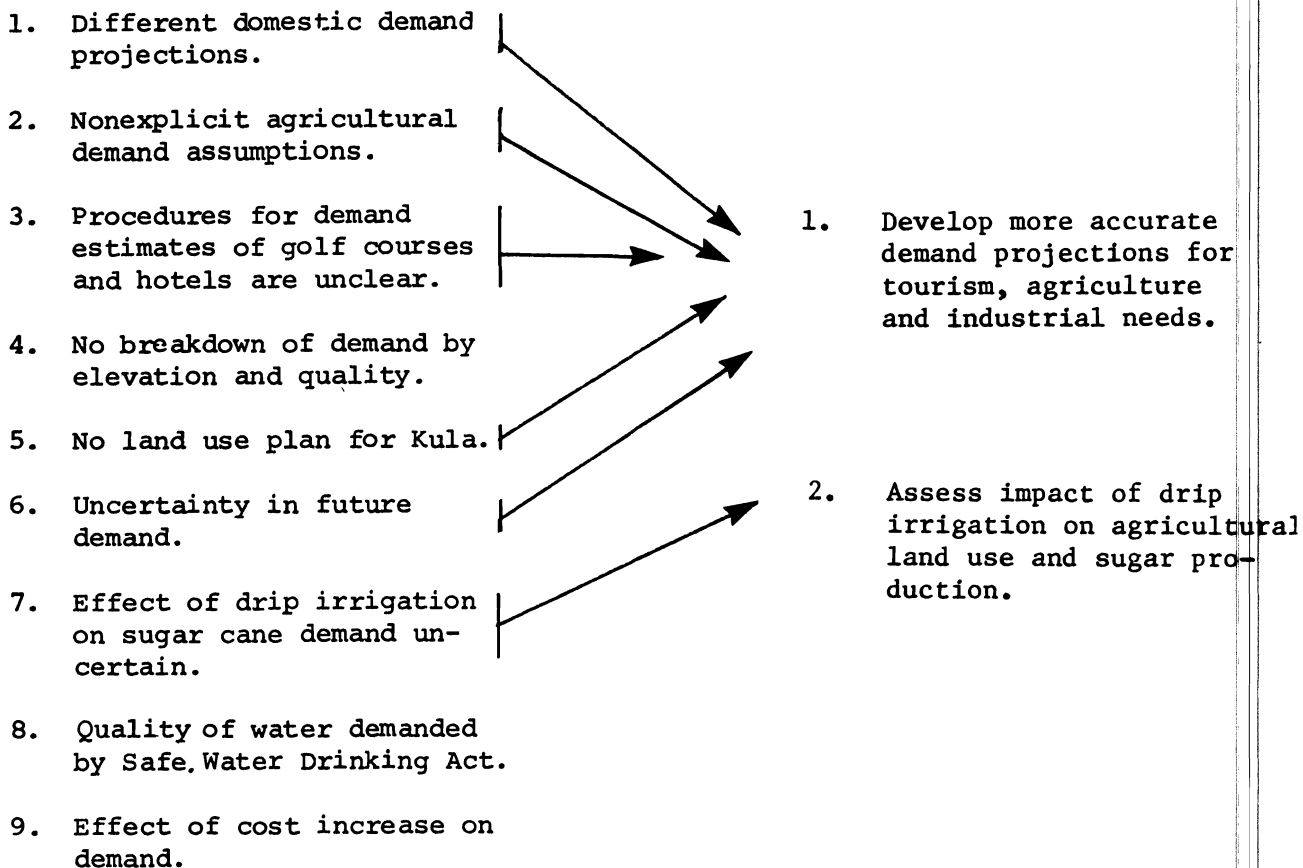 1. Different domestic demand
projections.
2. Nonexplicit agricultural
demand assumptions.
3. Procedures for demand
estimates of golf courses
and hotels are unclear.
4. No breakdown of demand by
elevation and quality.
5. No land use plan for Kula.
6. Uncertainty in future
demand.
7. Effect of drip irrigation
on sugar cane demand un-
certain.
8. Quality of water demanded
by Safe.Water Drinking Act.
9. Effect of cost increase on
demand.
1. Develop more accurate
demand projections for
tourism, agriculture
and industrial needs.
2. Assess impact of drip
irrigation on agricultural
land use and sugar pro-
duction.